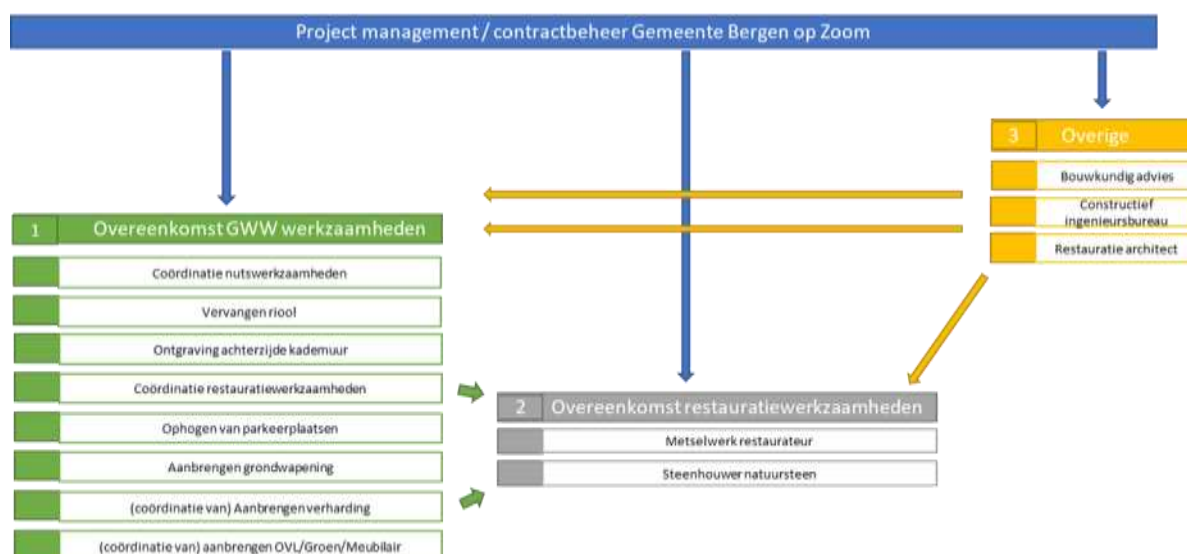 Project management / contractbeheer Gemeente Bergen op Zoom
3 Overige
Bouwkundig advies
Constructief
ingenieursbureau
Restauratie architect
1 Overeenkomst GWW werkzaamheden
Coördinatie nutswerkzaamheden
Vervangen riool
Ontgraving achterzijde kademuur
Coördinatie restauratiewerkzaamheden
Ophogen van parkeerplaatsen
Aanbrengen grondwapening
(coördinatie van) Aanbrengen verharding
(coördinatie van) aanbrengen OVL/Groen/Meubilair
2 Overeenkomst restauratiewerkzaamheden
Metselwerk restaurateur
Steenhouwer natuursteen